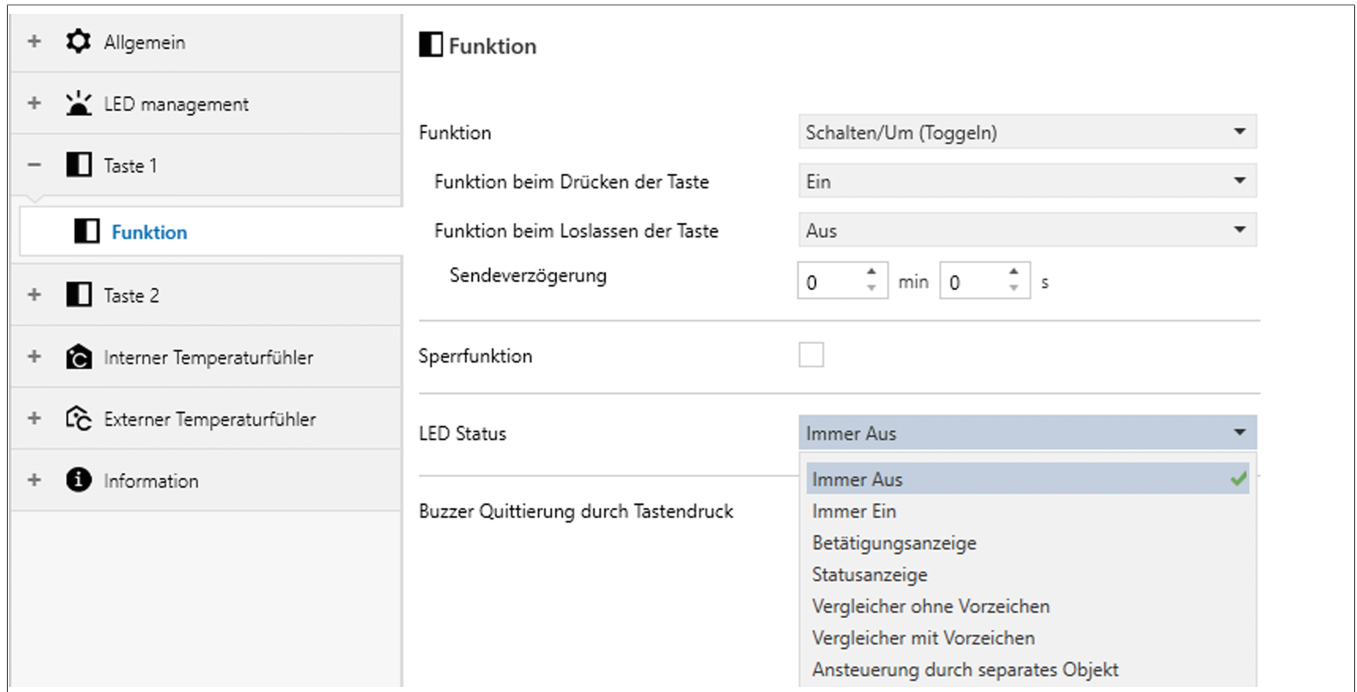 Allgemein
LED management
Taste 1
Funktion
Taste 2
Interner Temperaturfühler
Externer Temperaturfühler
Information
Funktion
Funktion Schalten/Um (Toggeln)
Funktion beim Drücken der Taste Ein
Funktion beim Loslassen der Taste Aus
Sendeverzögerung 0 min 0 s
Sperrfunktion
LED Status Immer Aus
Immer Aus
Immer Ein
Betätigungsanzeige
Statusanzeige
Vergleicher ohne Vorzeichen
Vergleicher mit Vorzeichen
Ansteuerung durch separates Objekt
Buzzer Quittierung durch Tastendruck